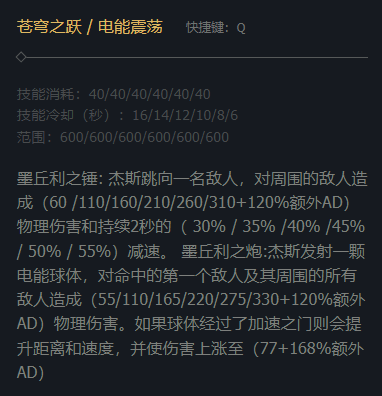 苍穹之跃 / 电能震荡 快捷键：Q
技能消耗：40/40/40/40/40/40
技能冷却（秒）：16/14/12/10/8/6
范围：600/600/600/600/600/600
墨丘利之锤: 杰斯跳向一名敌人，对周围的敌人造
成（60 /110/160/210/260/310+120%额外AD）
物理伤害和持续2秒的（ 30% / 35% /40% /45%
/ 50% / 55%）减速。 墨丘利之炮:杰斯发射一颗
电能球体，对命中的第一个敌人及其周围的所有
敌人造成（55/110/165/220/275/330+120%额外
AD）物理伤害。如果球体经过了加速之门则会提
升距离和速度，并使伤害上涨至（77+168%额外
AD）